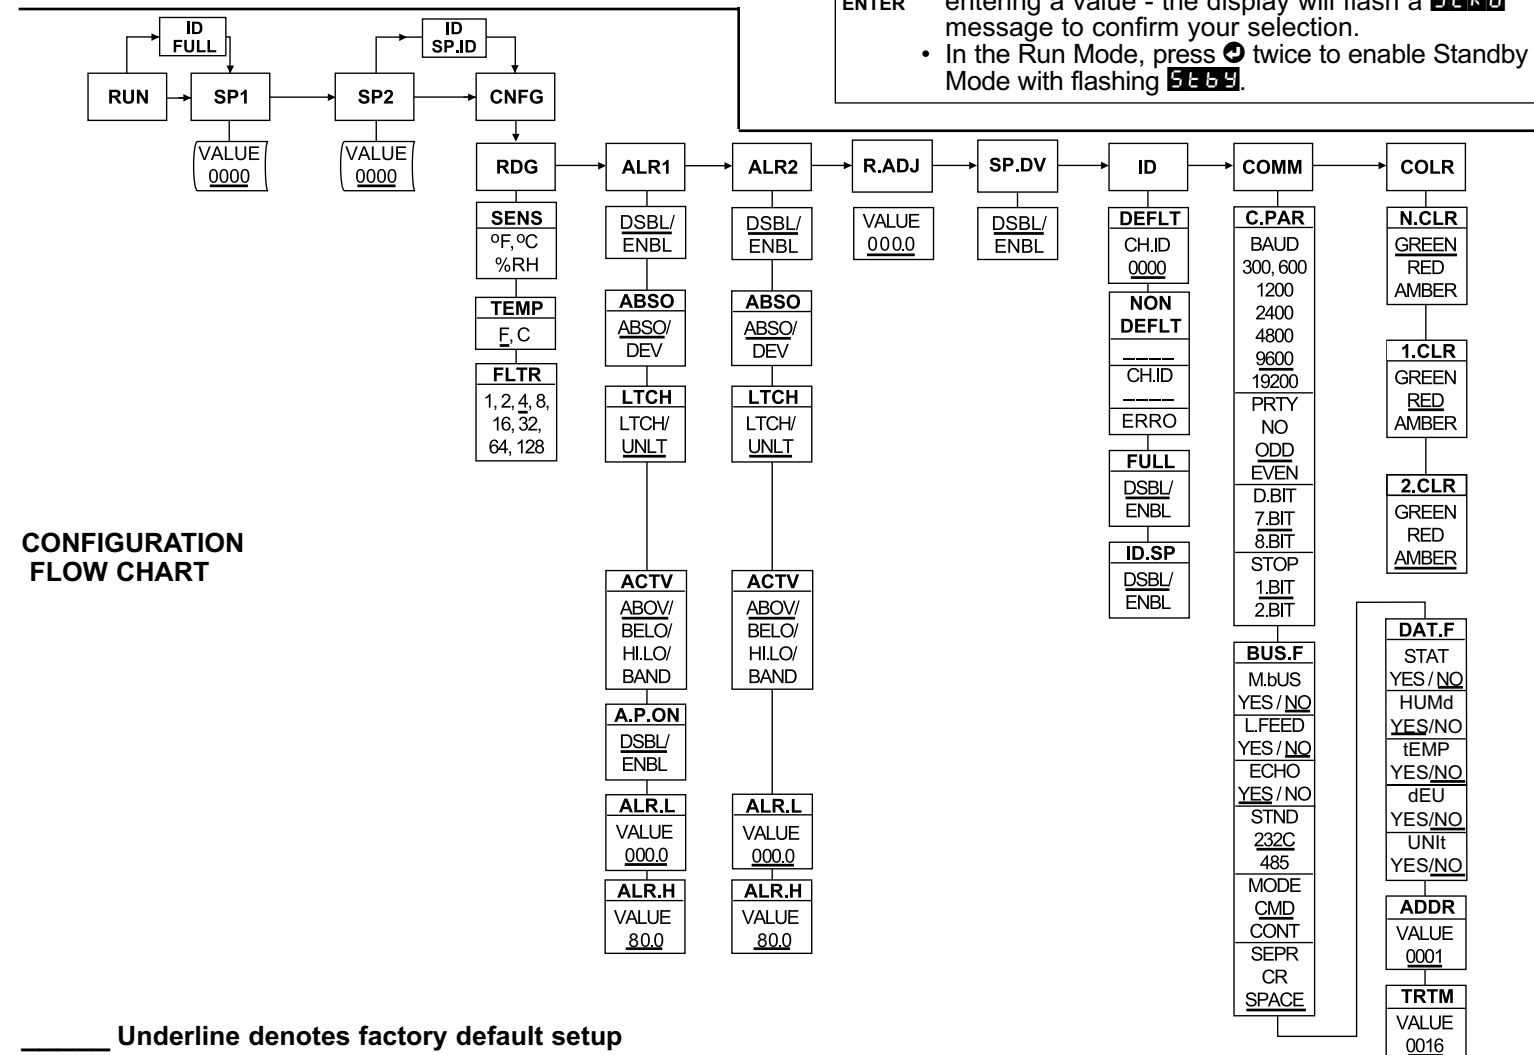 ENTER
entering a value - the display will flash a
message to confirm your selection.
• In the Run Mode, press twice to enable Standby
Mode with flashing Stby.
ID
FULL
ID
SP.ID
RUN
SP1
SP2
CNFG
VALUE
0000
VALUE
0000
RDG
ALR1
ALR2
R.ADJ
SP.DV
ID
COMM
COLR
SENS
ºF, ºC
%RH
TEMP
F, C
FLTR
1, 2, 4, 8,
16, 32,
64, 128
DSBL/
ENBL
ABSO
ABSO/
DEV
LTCH
LTCH/
UNLT
ACTV
ABOV/
BELO/
HI.LO/
BAND
A.P.ON
DSBL/
ENBL
ALR.L
VALUE
000.0
ALR.H
VALUE
80.0
DSBL/
ENBL
ABSO
ABSO/
DEV
LTCH
LTCH/
UNLT
ACTV
ABOV/
BELO/
HI.LO/
BAND
ALR.L
VALUE
000.0
ALR.H
VALUE
80.0
VALUE
000.0
DSBL/
ENBL
DEFLT
CH.ID
0000
NON
DEFLT
_ _ _ _
CH.ID
_ _ _ _
ERRO
FULL
DSBL/
ENBL
ID.SP
DSBL/
ENBL
C.PAR
BAUD
300, 600
1200
2400
4800
9600
19200
PRTY
NO
ODD
EVEN
D.BIT
7.BIT
8.BIT
STOP
1.BIT
2.BIT
BUS.F
M.bUS
YES / NO
L.FEED
YES / NO
ECHO
YES / NO
STND
232C
485
MODE
CMD
CONT
SEPR
CR
SPACE
N.CLR
GREEN
RED
AMBER
1.CLR
GREEN
RED
AMBER
2.CLR
GREEN
RED
AMBER
DAT.F
STAT
YES / NO
HUMd
YES/NO
tEMP
YES/NO
dEU
YES/NO
UNIt
YES/NO
ADDR
VALUE
0001
TRTM
VALUE
0016
CONFIGURATION
FLOW CHART
______ Underline denotes factory default setup